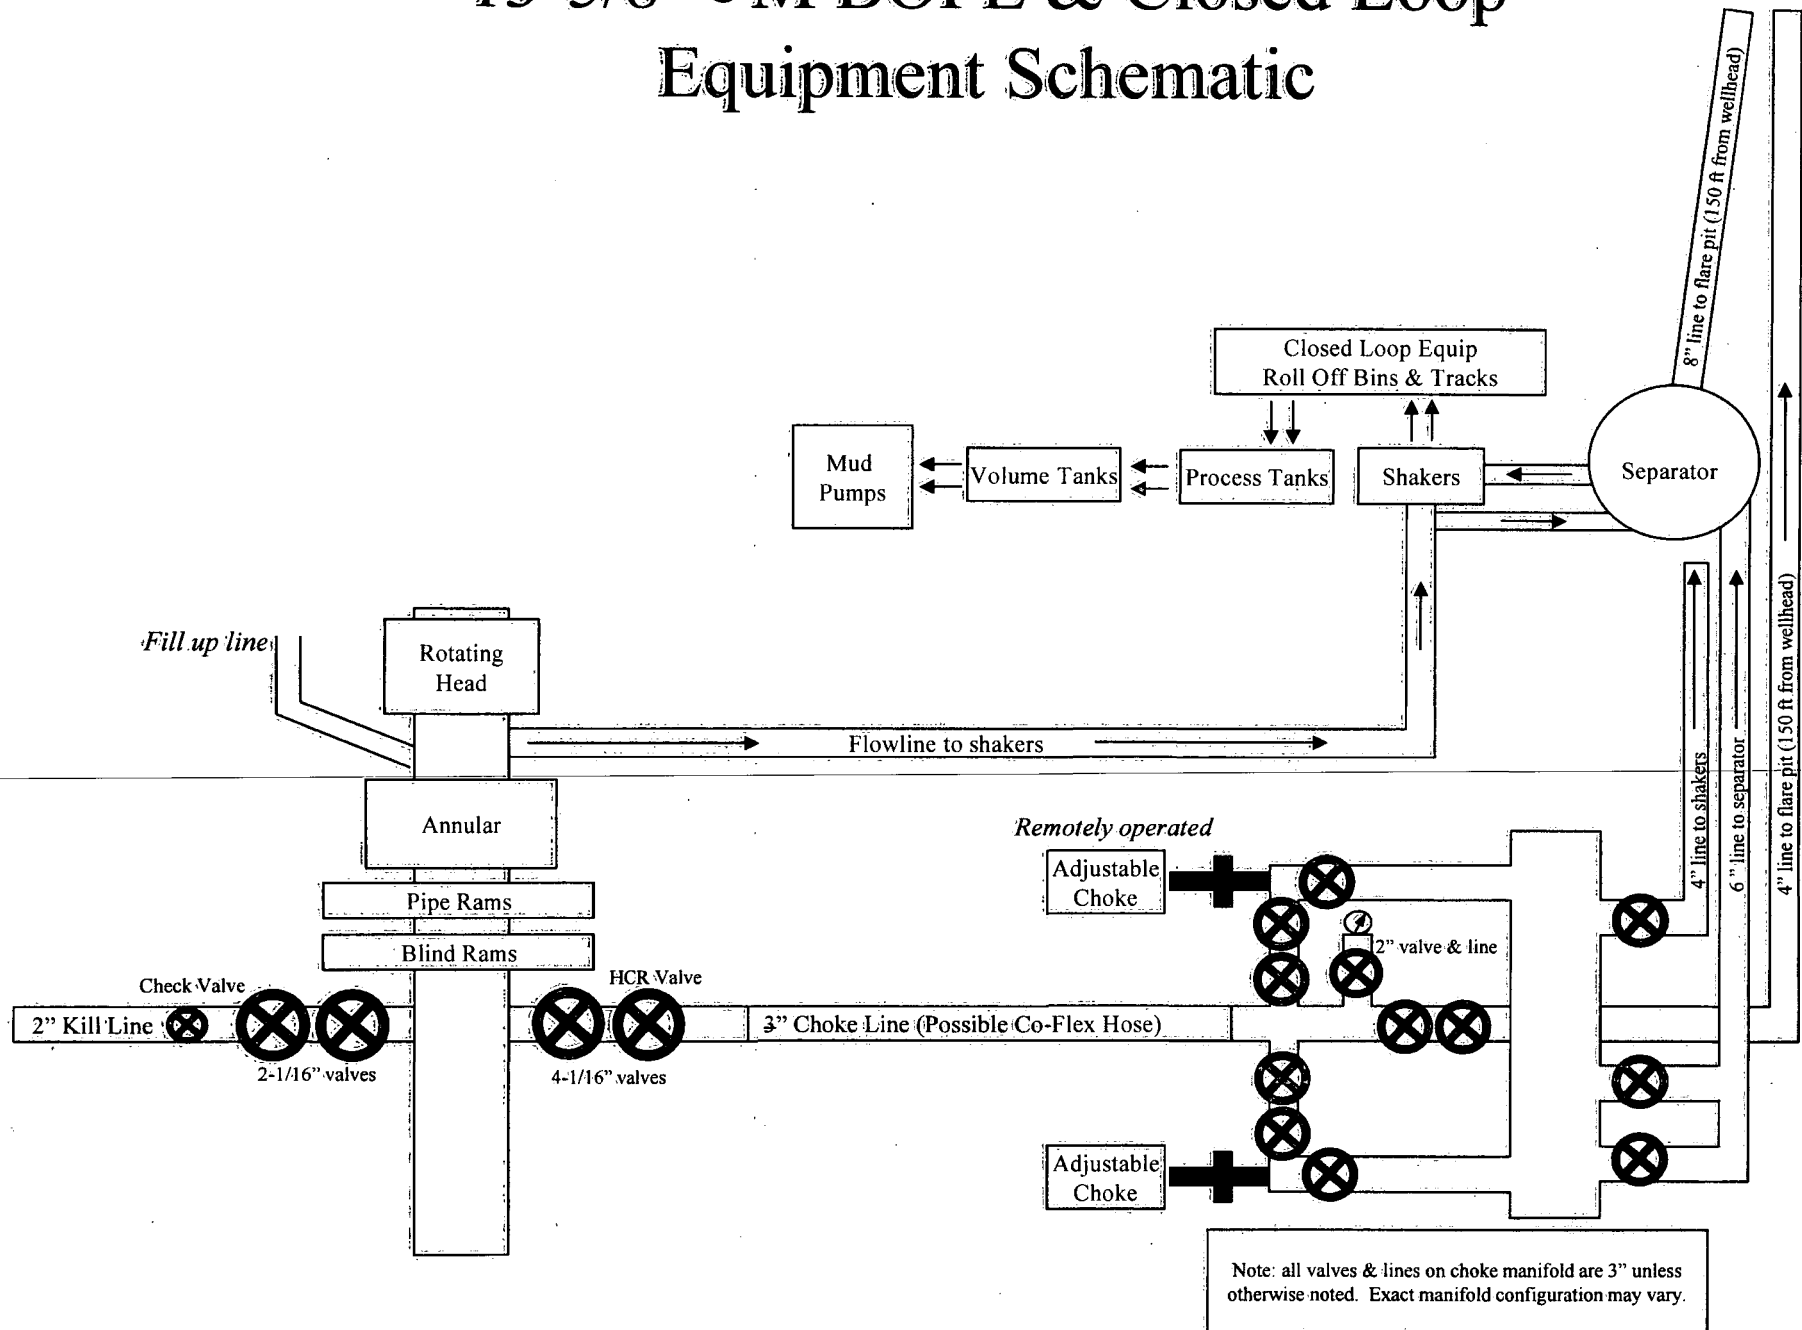 & Closed Loop
Equipment Schematic
8” line to flare pit (150 ft from wellhead)
Closed Loop Equip
Roll Off Bins & Tracks
Mud
Pumps
Volume Tanks
Process Tanks
Shakers
Separator
Fill up line
Rotating
Head
Flowline to shakers
4” line to shakers
6” line to separator
4” line to flare pit (150 ft from wellhead)
Annular
Remotely operated
Adjustable
Choke
Pipe Rams
2” valve & line
Blind Rams
Check Valve
HCR Valve
2” Kill Line
3” Choke Line (Possible Co-Flex Hose)
2-1/16” valves
4-1/16” valves
Adjustable
Choke
Note: all valves & lines on choke manifold are 3” unless
otherwise noted. Exact manifold configuration may vary.